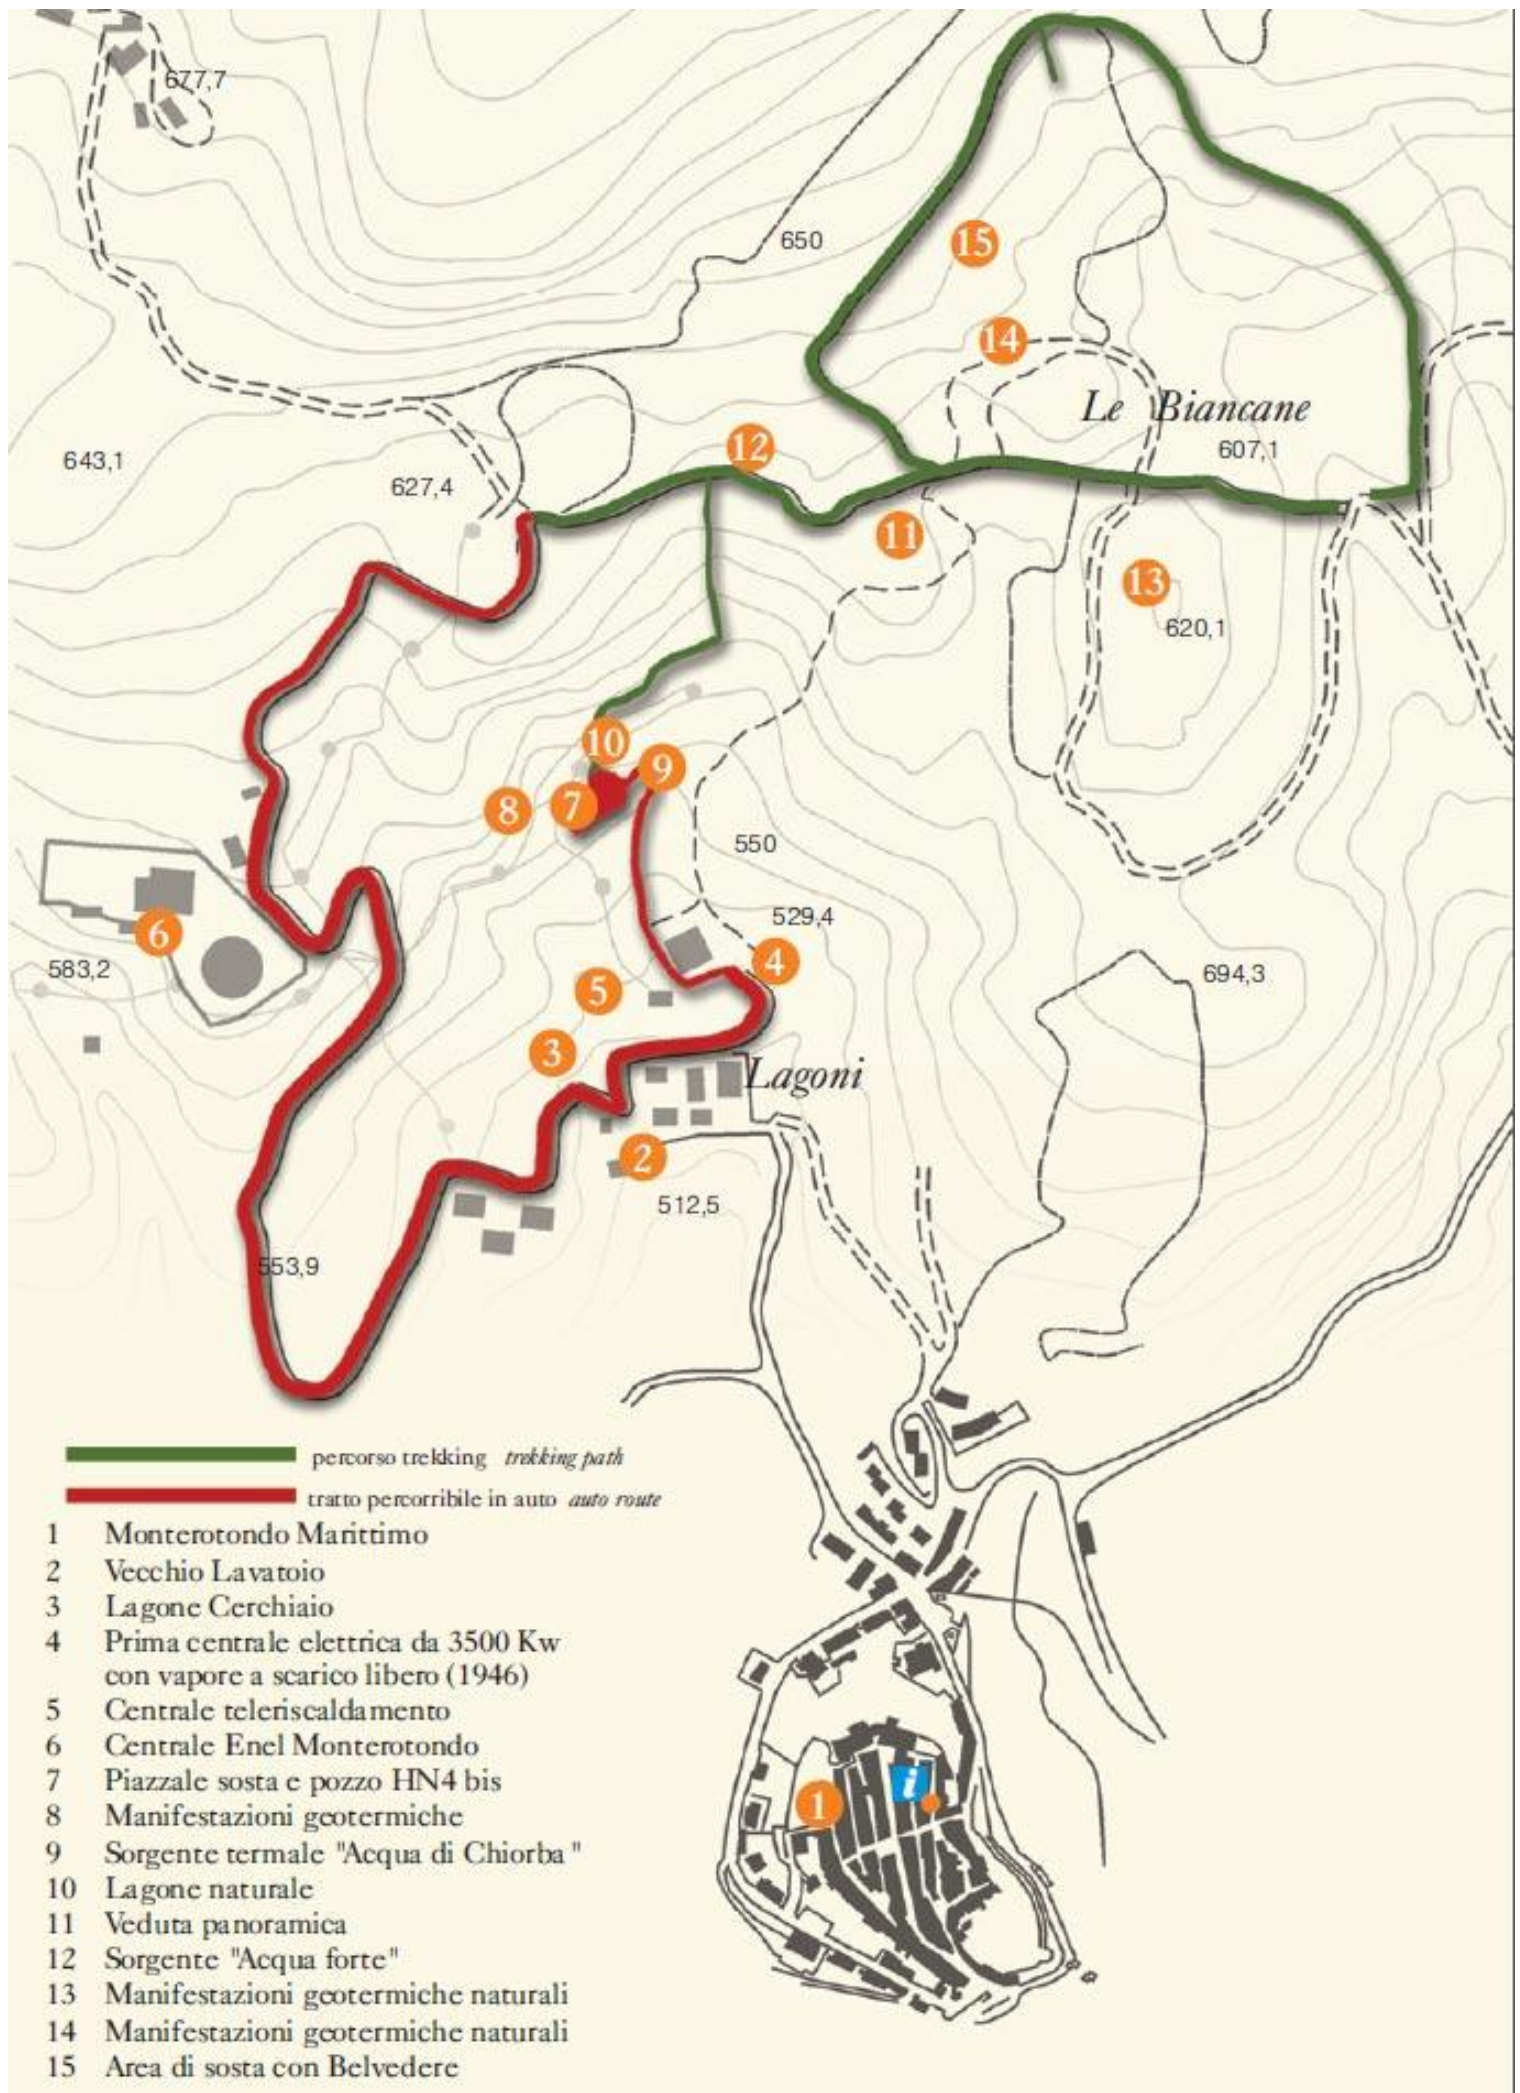 677,7
650
15
14
Le Biancane
607,1
643,1
627,4
12
11
13
620,1
10
9
8
7
550
529,4
6
4
583,2
5
694,3
3
Lagoni
2
512,5
553,9
percorso trekking trekking path
tratto percorribile in auto auto route
1 Monterotondo Marittimo
2 Vecchio Lavatoio
3 Lagone Cerchiaio
4 Prima centrale elettrica da 3500 Kw
con vapore a scarico libero (1946)
5 Centrale teleriscaldamento
6 Centrale Enel Monterotondo
7 Piazzale sosta e pozzo HN4 bis
8 Manifestazioni geotermiche
9 Sorgente termale "Acqua di Chiorba "
10 Lagone naturale
11 Veduta panoramica
12 Sorgente "Acqua forte"
13 Manifestazioni geotermiche naturali
14 Manifestazioni geotermiche naturali
15 Area di sosta con Belvedere
i
1